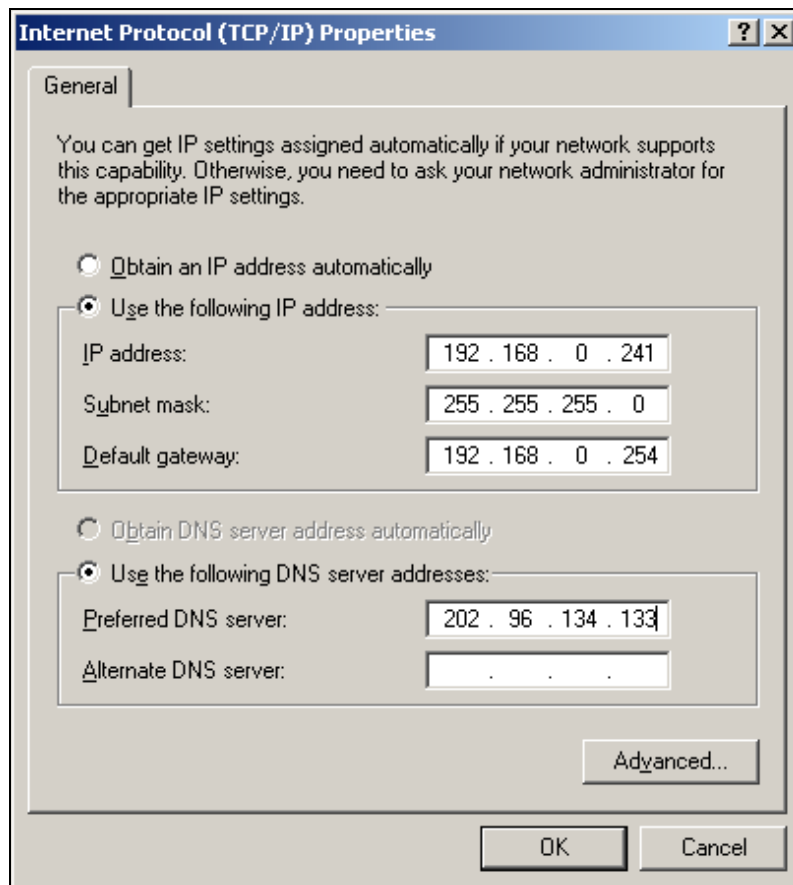 Internet Protocol (TCP/IP) Properties
General
You can get IP settings assigned automatically if your network supports
this capability. Otherwise, you need to ask your network administrator for
the appropriate IP settings.
Obtain an IP address automatically
Use the following IP address:
IP address: 192 . 168 . 0 . 241
Subnet mask: 255 . 255 . 255 . 0
Default gateway: 192 . 168 . 0 . 254
Obtain DNS server address automatically
Use the following DNS server addresses:
Preferred DNS server: 202 . 96 . 134 . 133
Alternate DNS server: . . .
Advanced...
OK Cancel